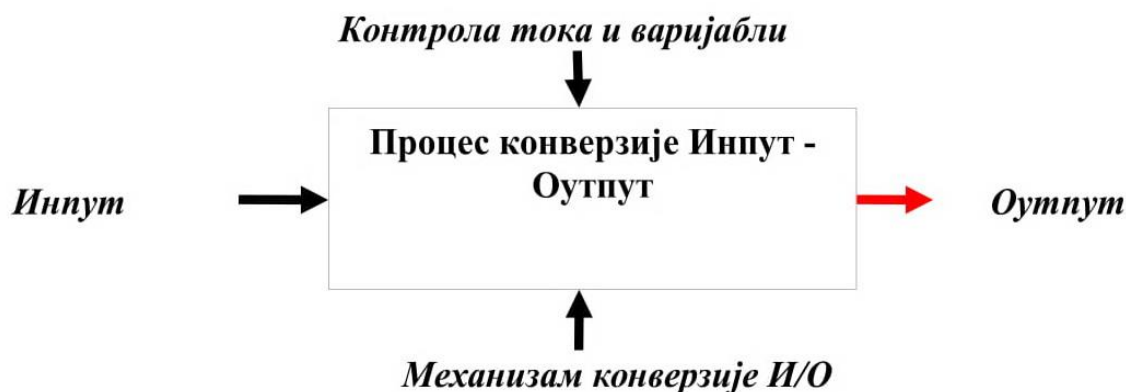 Контрола тока и варијабли
Процес конверзије Инпут -
Оутпут
Инпут
Оутпут
Механизам конверзије И/О